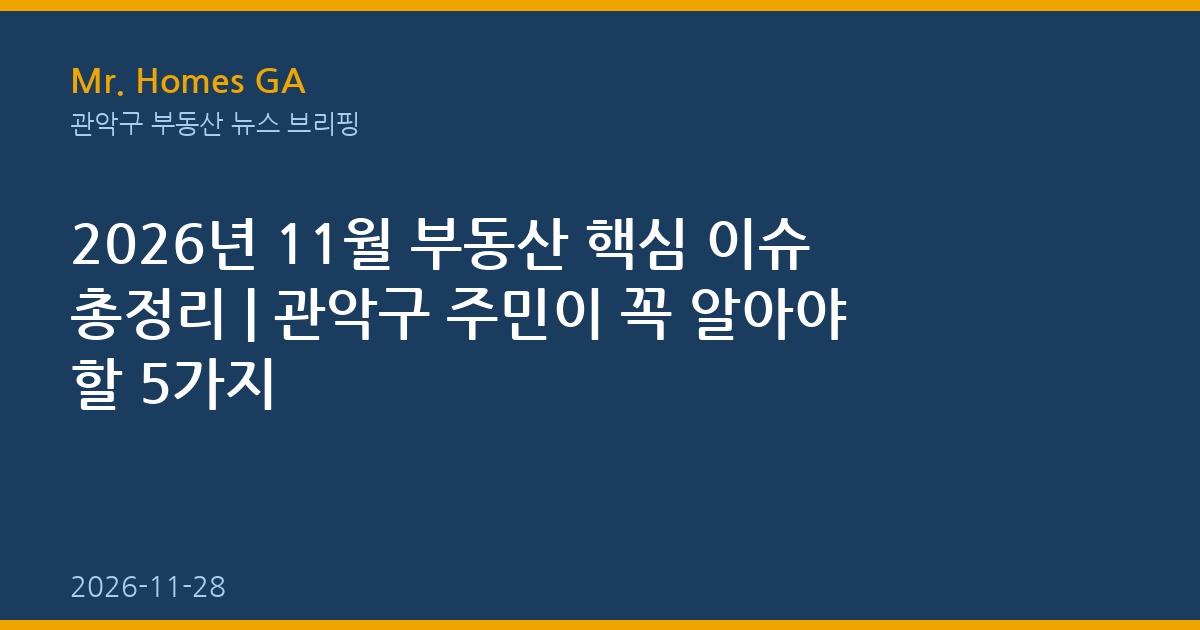 Mr. Homes GA
관악구 부동산 뉴스 브리핑
2026년 11월 부동산 핵심 이슈
총정리 | 관악구 주민이 꼭 알아야
할 5가지
2026-11-28